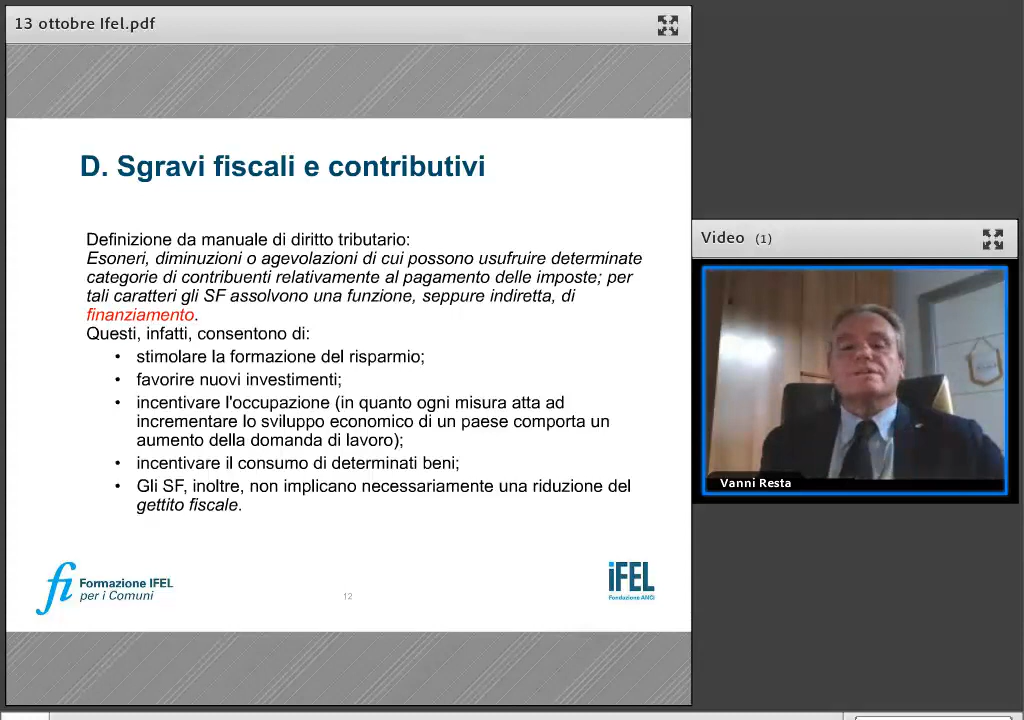 13 ottobre Ifel.pdf
D. Sgravi fiscali e contributivi
Definizione da manuale di diritto tributario:
Esoneri, diminuzioni o agevolazioni di cui possono usufruire determinate
categorie di contribuenti relativamente al pagamento delle imposte; per
tali caratteri gli SF assolvono una funzione, seppure indiretta, di
finanziamento.
Questi, infatti, consentono di:
• stimolare la formazione del risparmio;
• favorire nuovi investimenti;
• incentivare l'occupazione (in quanto ogni misura atta ad
incrementare lo sviluppo economico di un paese comporta un
aumento della domanda di lavoro);
• incentivare il consumo di determinati beni;
• Gli SF, inoltre, non implicano necessariamente una riduzione del
gettito fiscale.
fi Formazione IFEL
per i Comuni
12
iFEL
Fondazione ANCI
Video (1)
Vanni Resta